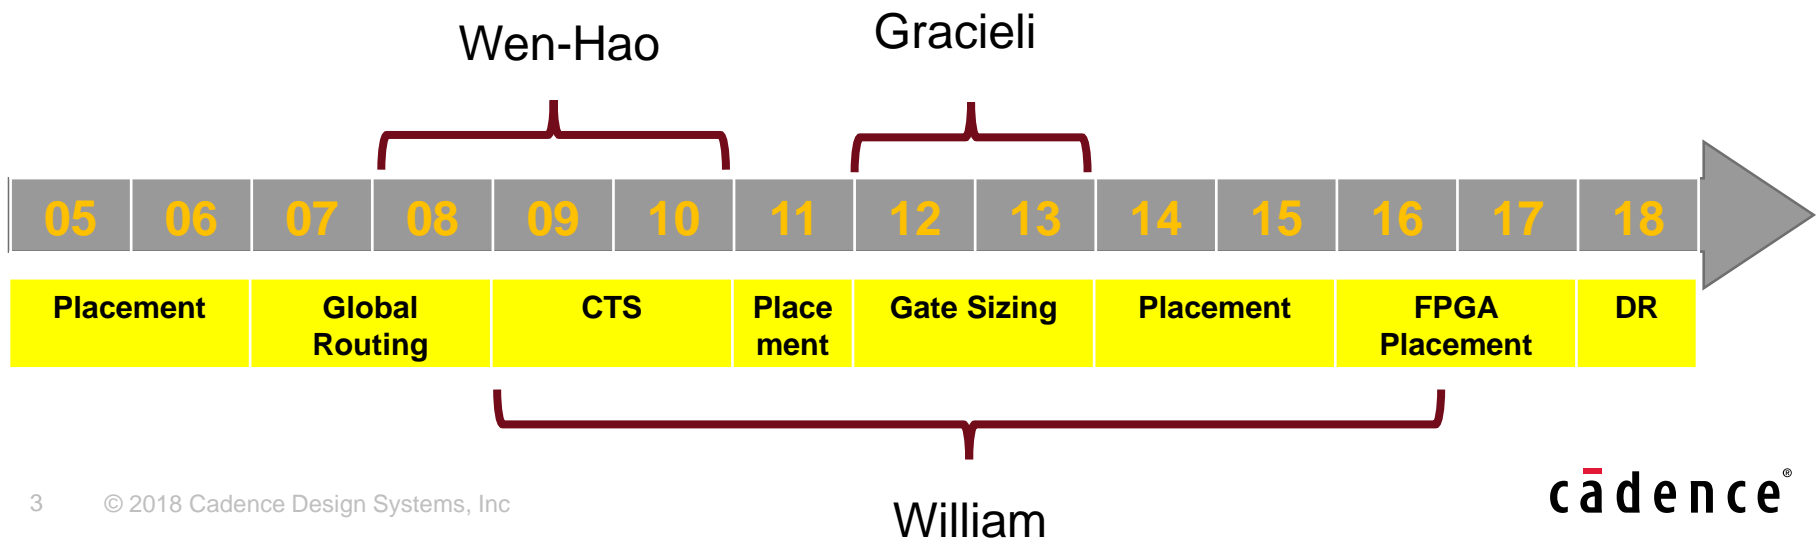 Wen-Hao
Gracieli
05 06 07 08 09 10 11 12 13 14 15 16 17 18
Placement Global CTS Place Gate Sizing Placement FPGA DR
Routing ment Placement
3 © 2018 Cadence Design Systems, Inc
William
cādence®